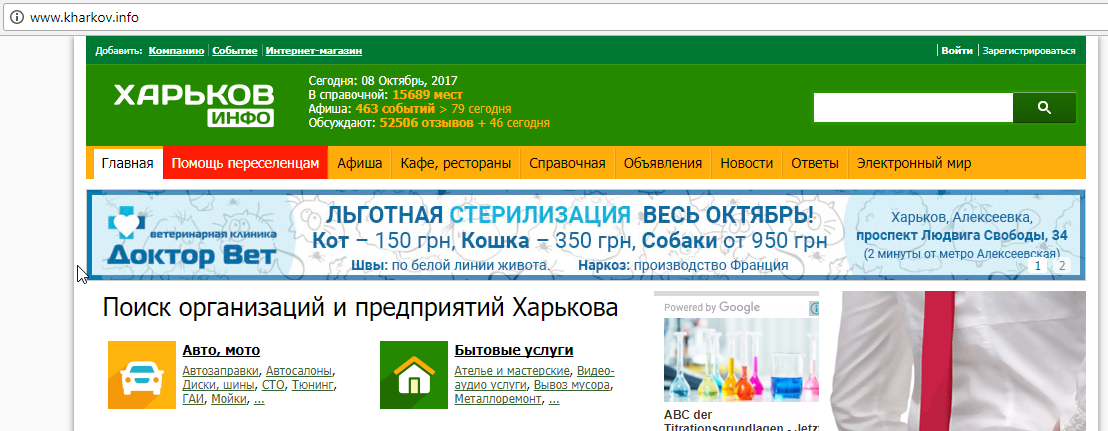 www.kharkov.info
Добавить: Компанию Событие Интернет-магазин
Войти Зарегистрироваться
ХАРЬКОВ
ИНФО
Сегодня: 08 Октябрь, 2017
В справочной: 15689 мест
Афиша: 463 событий > 79 сегодня
Обсуждают: 52506 отзывов + 46 сегодня
Главная Помощь переселенцам Афиша Кафе, рестораны Справочная Объявления Новости Ответы Электронный мир
ветеринарная клиника
Доктор Вет
ЛЬГОТНАЯ СТЕРИЛИЗАЦИЯ ВЕСЬ ОКТЯБРЬ!
Кот – 150 грн, Кошка – 350 грн, Собаки от 950 грн
Швы: по белой линии живота. Наркоз: производство Франция
Харьков, Алексеевка,
проспект Людвига Свободы, 34
(2 минуты от метро Алексеевская)
1 2
Поиск организаций и предприятий Харькова
Авто, мото
Автозаправки, Автосалоны,
Диски, шины, СТО, Тюнинг,
ГАИ, Мойки, ...
Бытовые услуги
Ателье и мастерские, Видео-
аудио услуги, Вывоз мусора,
Металлоремонт, ...
Powered by Google
ABC der
Titrationsgrundlagen - Jetzt